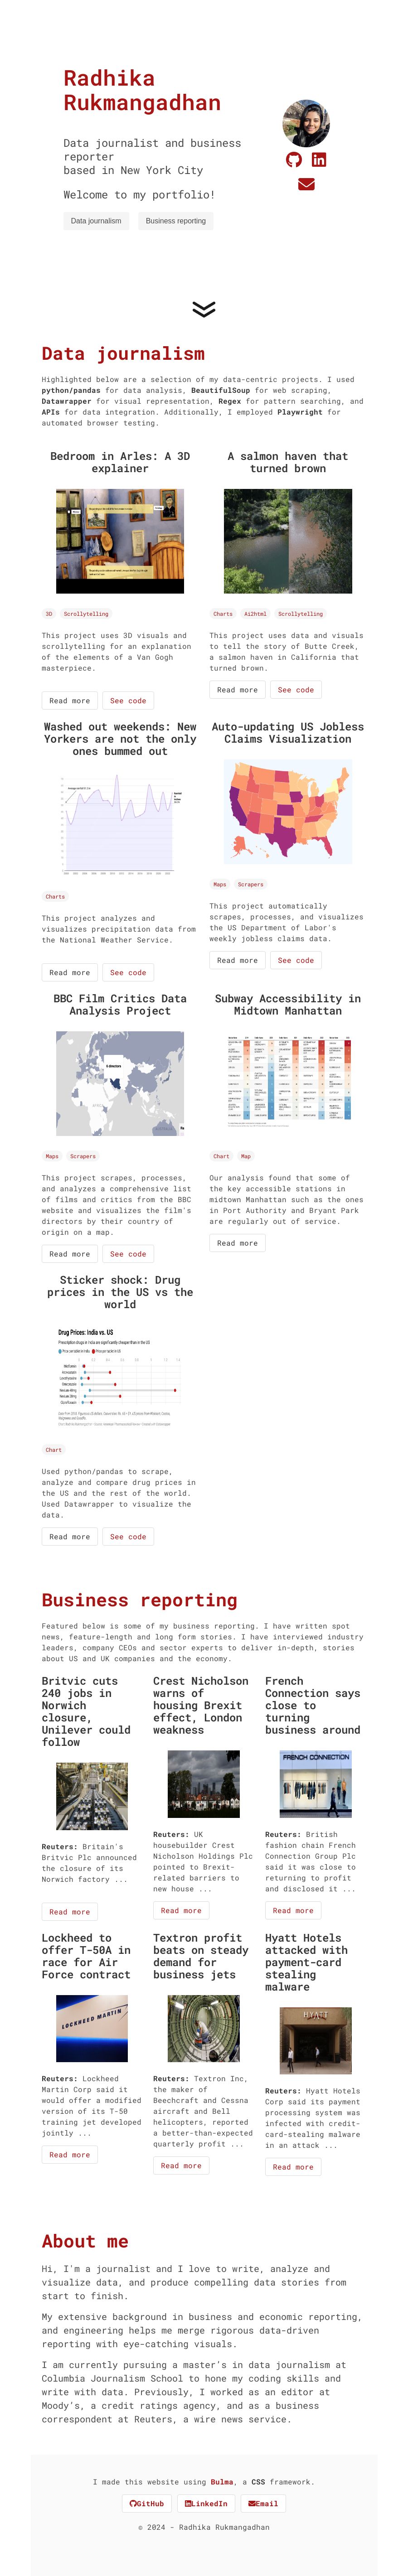 Radhika
Rukmangadhan
Data journalist and business
reporter
based in New York City
Welcome to my portfolio!
Data journalism
Business reporting
Data journalism
Highlighted below are a selection of my data-centric projects. I used
python/pandas for data analysis, BeautifulSoup for web scraping,
Datawrapper for visual representation, Regex for pattern searching, and
APIs for data integration. Additionally, I employed Playwright for
automated browser testing.
Bedroom in Arles: A 3D
explainer
3D
Scrollytelling
This project uses 3D visuals and
scrollytelling for an explanation
of the elements of a Van Gogh
masterpiece.
Read more
See code
A salmon haven that
turned brown
Charts
Ai2html
Scrollytelling
This project uses data and visuals
to tell the story of Butte Creek,
a salmon haven in California that
turned brown.
Read more
See code
Washed out weekends: New
Yorkers are not the only
ones bummed out
Charts
This project analyzes and
visualizes precipitation data from
the National Weather Service.
Read more
See code
Auto-updating US Jobless
Claims Visualization
Maps
Scrapers
This project automatically
scrapes, processes, and visualizes
the US Department of Labor's
weekly jobless claims data.
Read more
See code
BBC Film Critics Data
Analysis Project
Maps
Scrapers
This project scrapes, processes,
and analyzes a comprehensive list
of films and critics from the BBC
website and visualizes the film's
directors by their country of
origin on a map.
Read more
See code
Subway Accessibility in
Midtown Manhattan
Chart
Map
Our analysis found that some of
the key accessible stations in
midtown Manhattan such as the ones
in Port Authority and Bryant Park
are regularly out of service.
Read more
Sticker shock: Drug
prices in the US vs the
world
Drug Prices: India vs. US
Prescription drugs in India are significantly cheaper than in the US.
Chart
Used python/pandas to scrape,
analyze and compare drug prices in
the US and the rest of the world.
Used Datawrapper to visualize the
data.
Read more
See code
Business reporting
Featured below is some of my business reporting. I have written spot
news, feature-length and long form stories. I have interviewed industry
leaders, company CEOs and sector experts to deliver in-depth, stories
about US and UK companies and the economy.
Britvic cuts
240 jobs in
Norwich
closure,
Unilever could
follow
Reuters: Britain's
Britvic Plc announced
the closure of its
Norwich factory ...
Read more
Crest Nicholson
warns of
housing Brexit
effect, London
weakness
Reuters: UK
housebuilder Crest
Nicholson Holdings Plc
pointed to Brexit-
related barriers to
new house ...
Read more
French
Connection says
close to
turning
business around
FRENCH CONNECTION
Reuters: British
fashion chain French
Connection Group Plc
said it was close to
returning to profit
and disclosed it ...
Read more
Lockheed to
offer T-50A in
race for Air
Force contract
LOCKHEED MARTIN
Reuters: Lockheed
Martin Corp said it
would offer a modified
version of its T-50
training jet developed
jointly ...
Read more
Textron profit
beats on steady
demand for
business jets
Reuters: Textron Inc,
the maker of
Beechcraft and Cessna
aircraft and Bell
helicopters, reported
a better-than-expected
quarterly profit ...
Read more
Hyatt Hotels
attacked with
payment-card
stealing
malware
HYATT
Reuters: Hyatt Hotels
Corp said its payment
processing system was
infected with credit-
card-stealing malware
in an attack ...
Read more
About me
Hi, I'm a journalist and I love to write, analyze and
visualize data, and produce compelling data stories from
start to finish.
My extensive background in business and economic reporting,
and engineering helps me merge rigorous data-driven
reporting with eye-catching visuals.
I am currently pursuing a master’s in data journalism at
Columbia Journalism School to hone my coding skills and
write with data. Previously, I worked as an editor at
Moody’s, a credit ratings agency, and as a business
correspondent at Reuters, a wire news service.
I made this website using Bulma, a CSS framework.
GitHub
LinkedIn
Email
© 2024 - Radhika Rukmangadhan